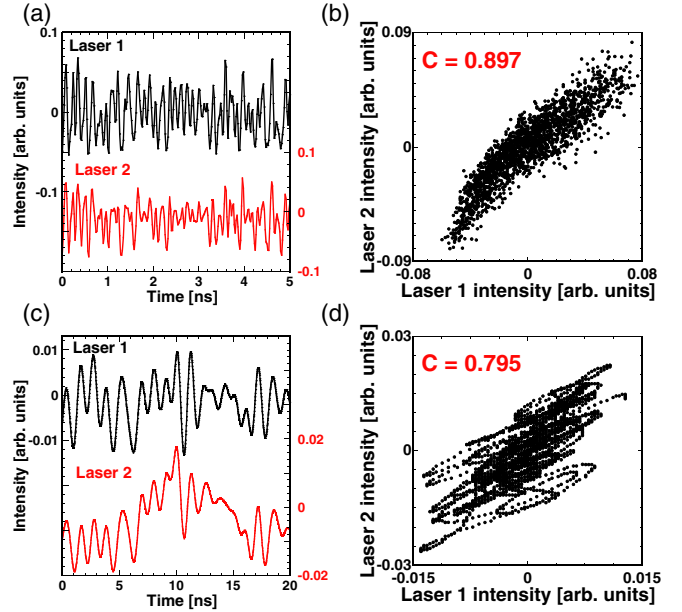 (a)
0.1
0
-0.1
Intensity [arb. units]
Laser 1
Laser 2
0.1
0
-0.1
0 1 2 3 4 5
Time [ns]
(b)
0.09
0
-0.09
Laser 2 intensity [arb. units]
C = 0.897
-0.08 0 0.08
Laser 1 intensity [arb. units]
(c)
0.01
0
-0.01
Intensity [arb. units]
Laser 1
Laser 2
0.02
0
-0.02
0 5 10 15 20
Time [ns]
(d)
0.03
0
-0.03
Laser 2 intensity [arb. units]
C = 0.795
-0.015 0 0.015
Laser 1 intensity [arb. units]